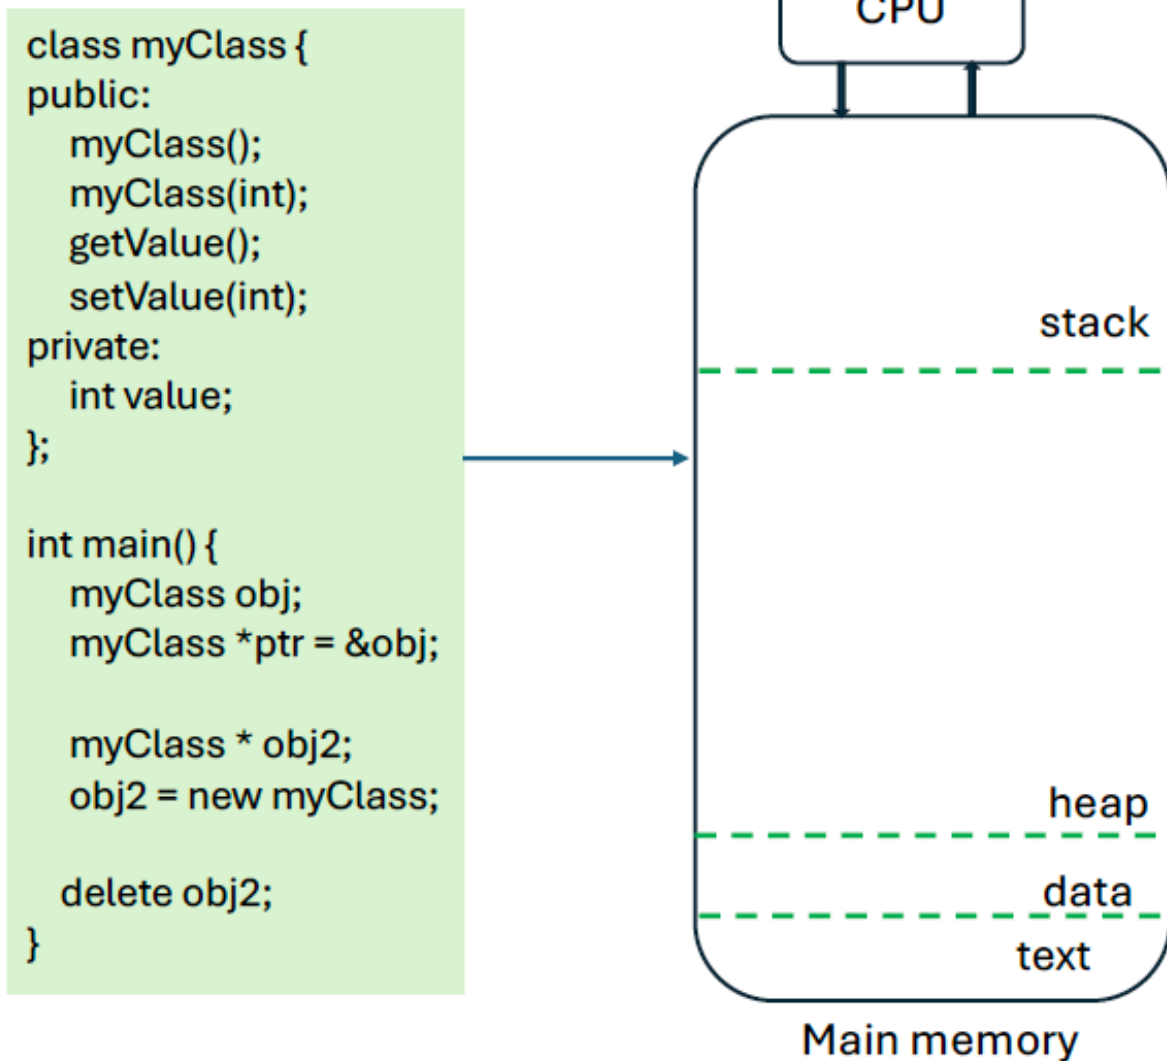 class myClass {
public:
myClass();
myClass(int);
getValue();
setValue(int);
private:
int value;
};
int main() {
myClass obj;
myClass *ptr = &obj;
myClass * obj2;
obj2 = new myClass;
delete obj2;
}
CPU
stack
heap
data
text
Main memory